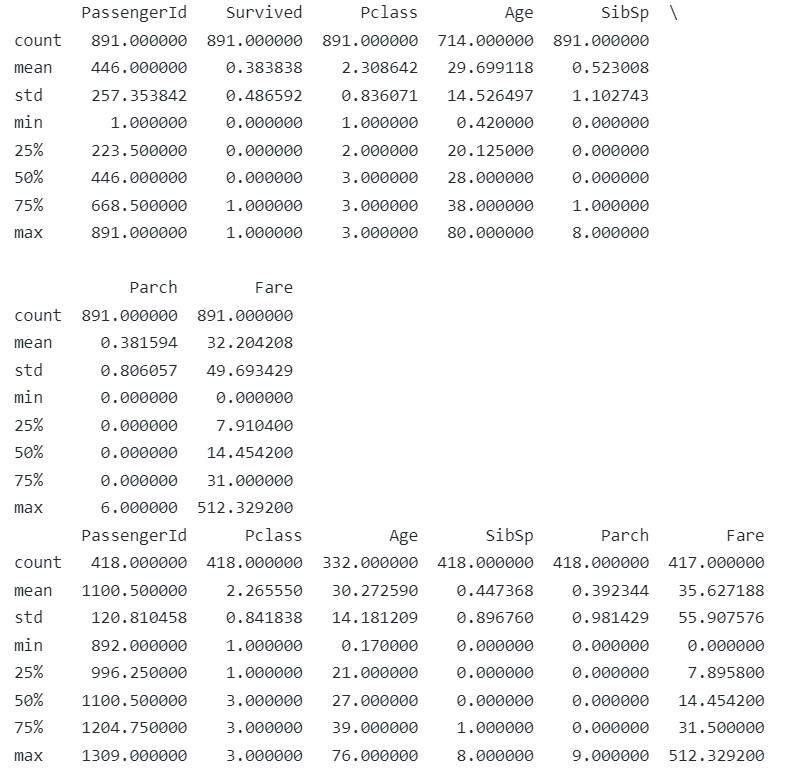 PassengerId Survived Pclass Age SibSp \
count 891.000000 891.000000 891.000000 714.000000 891.000000
mean 446.000000 0.383838 2.308642 29.699118 0.523008
std 257.353842 0.486592 0.836071 14.526497 1.102743
min 1.000000 0.000000 1.000000 0.420000 0.000000
25% 223.500000 0.000000 2.000000 20.125000 0.000000
50% 446.000000 0.000000 3.000000 28.000000 0.000000
75% 668.500000 1.000000 3.000000 38.000000 1.000000
max 891.000000 1.000000 3.000000 80.000000 8.000000
Parch Fare
count 891.000000 891.000000
mean 0.381594 32.204208
std 0.806057 49.693429
min 0.000000 0.000000
25% 0.000000 7.910400
50% 0.000000 14.454200
75% 0.000000 31.000000
max 6.000000 512.329200
PassengerId Pclass Age SibSp Parch Fare
count 418.000000 418.000000 332.000000 418.000000 418.000000 417.000000
mean 1100.500000 2.265550 30.272590 0.447368 0.392344 35.627188
std 120.810458 0.841838 14.181209 0.896760 0.981429 55.907576
min 892.000000 1.000000 0.170000 0.000000 0.000000 0.000000
25% 996.250000 1.000000 21.000000 0.000000 0.000000 7.895800
50% 1100.500000 3.000000 27.000000 0.000000 0.000000 14.454200
75% 1204.750000 3.000000 39.000000 1.000000 0.000000 31.500000
max 1309.000000 3.000000 76.000000 8.000000 9.000000 512.329200